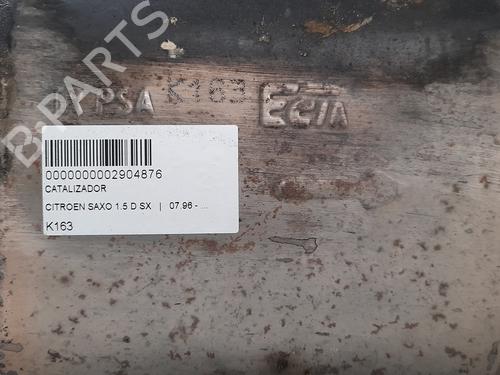 B-PARTS
PSA K163 ECIA
0000000002904876
CATALIZADOR
CITROEN SAXO 1.5 D SX | 07.96 - ...
K163